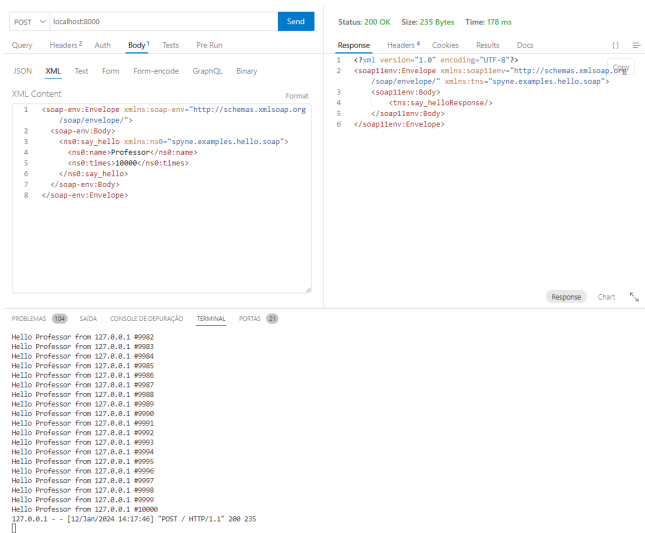 POST localhost:8000 Send
Query Headers 2 Auth Body 1 Tests Pre Run
JSON XML Text Form Form-encode GraphQL Binary
XML Content Format
1 <soap-env:Envelope xmlns:soap-env="http://schemas.xmlsoap.org
/soap/envelope/">
2 <soap-env:Body>
3 <ns0:say_hello xmlns:ns0="spyne.examples.hello.soap">
4 <ns0:name>Professor</ns0:name>
5 <ns0:times>10000</ns0:times>
6 </ns0:say_hello>
7 </soap-env:Body>
8 </soap-env:Envelope>
Status: 200 OK Size: 235 Bytes Time: 178 ms
Response Headers 4 Cookies Results Docs {}
Copy
1 <?xml version="1.0" encoding="UTF-8"?>
2 <soap11env:Envelope xmlns:soap11env="http://schemas.xmlsoap.org
/soap/envelope/" xmlns:tns="spyne.examples.hello.soap">
3 <soap11env:Body>
4 <tns:say_helloResponse/>
5 </soap11env:Body>
6 </soap11env:Envelope>
Response Chart
PROBLEMAS 104 SAÍDA CONSOLE DE DEPURAÇÃO TERMINAL PORTAS 21
Hello Professor from 127.0.0.1 #9982
Hello Professor from 127.0.0.1 #9983
Hello Professor from 127.0.0.1 #9984
Hello Professor from 127.0.0.1 #9985
Hello Professor from 127.0.0.1 #9986
Hello Professor from 127.0.0.1 #9987
Hello Professor from 127.0.0.1 #9988
Hello Professor from 127.0.0.1 #9989
Hello Professor from 127.0.0.1 #9990
Hello Professor from 127.0.0.1 #9991
Hello Professor from 127.0.0.1 #9992
Hello Professor from 127.0.0.1 #9993
Hello Professor from 127.0.0.1 #9994
Hello Professor from 127.0.0.1 #9995
Hello Professor from 127.0.0.1 #9996
Hello Professor from 127.0.0.1 #9997
Hello Professor from 127.0.0.1 #9998
Hello Professor from 127.0.0.1 #9999
Hello Professor from 127.0.0.1 #10000
127.0.0.1 - - [12/Jan/2024 14:17:46] "POST / HTTP/1.1" 200 235